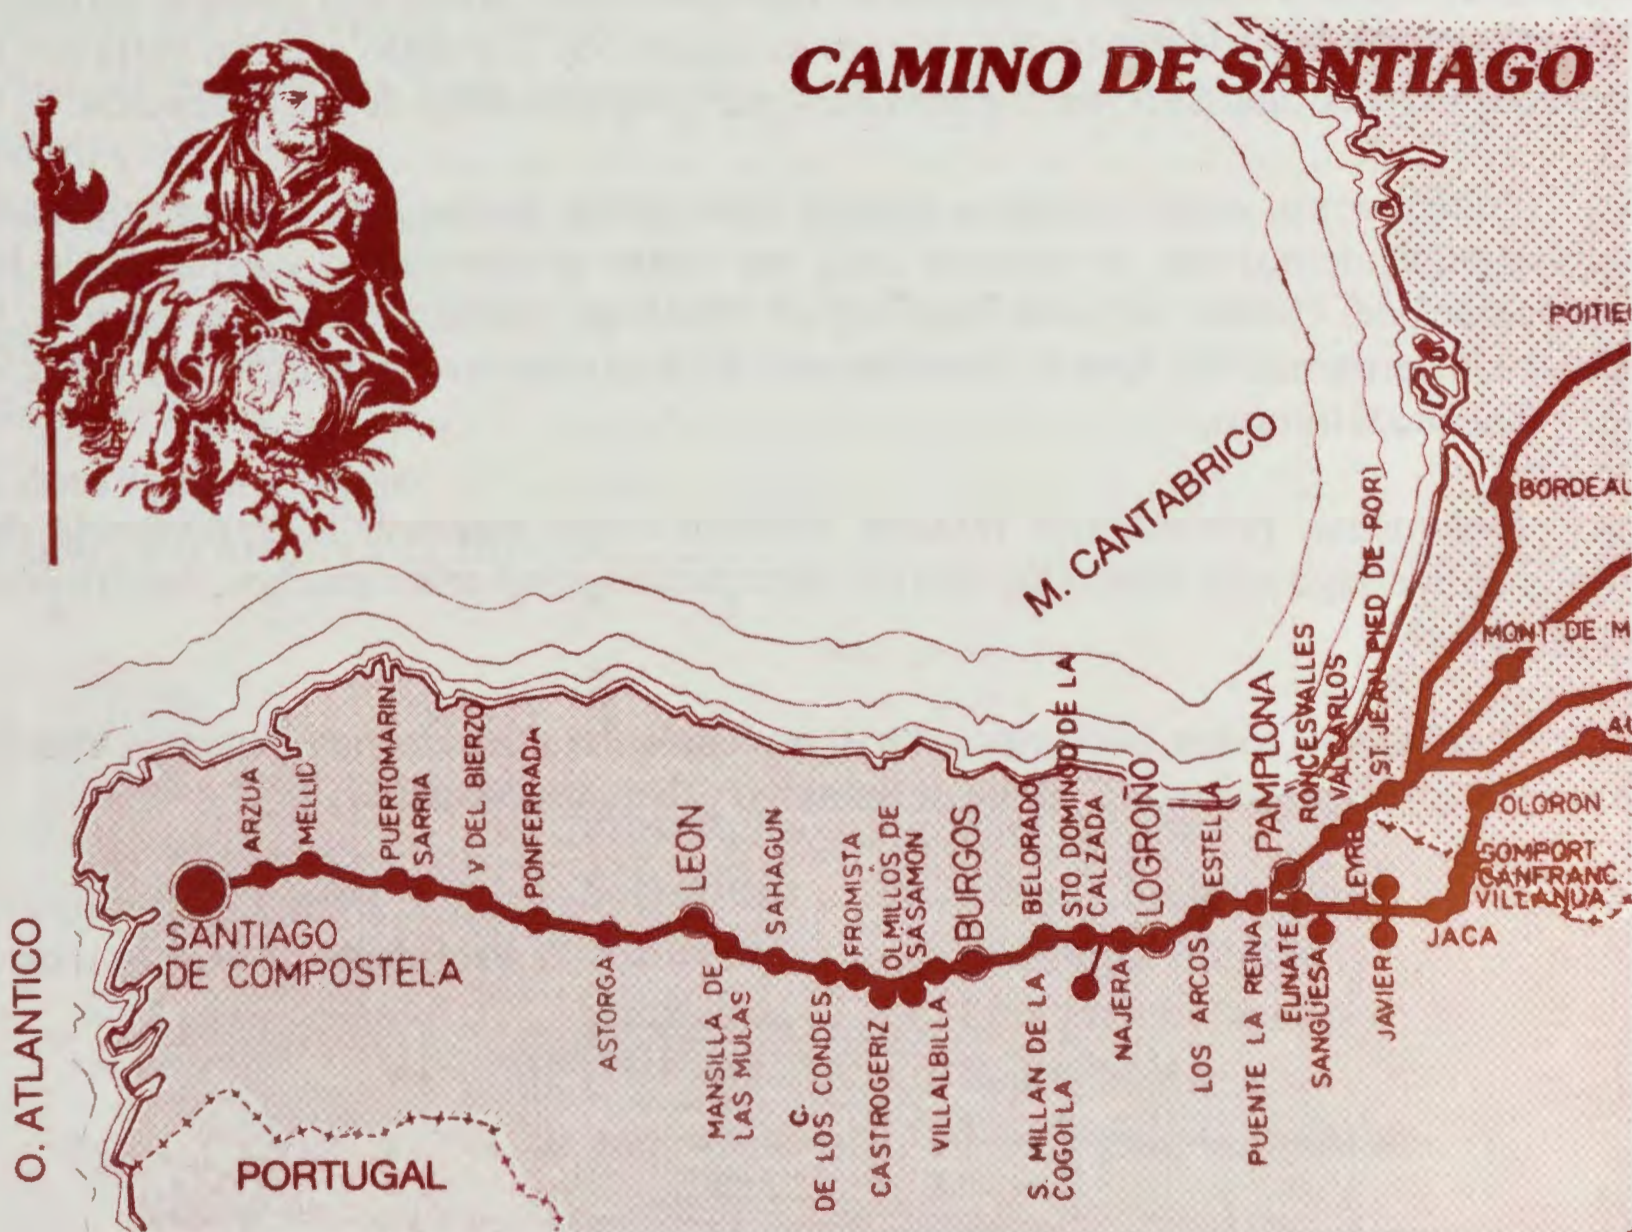 CAMINO DE SANTIAGO
M. CANTABRICO
O. ATLANTICO
PORTUGAL
SANTIAGO
DE COMPOSTELA
ARZUA
MELLID
PUERTOMARIN
SARRIA
V DEL BIERZO
PONFERRADA
ASTORGA
LEON
MANSILLA DE
LAS MULAS
SAHAGUN
C.
DE LOS CONDES
FROMISTA
CASTROGERIZ
OLMILLOS DE
SASAMON
VILLALBILLA
BURGOS
BELORADO
S. MILLAN DE LA
COGOLLA
STO DOMINGO DE LA
CALZADA
NAJERA
LOGROÑO
LOS ARCOS
ESTELLA
PUENTE LA REINA
PAMPLONA
EUNATE
RONCESVALLES
VALCARLOS
SANGÜESA
LEYRE
JAVIER
ST JEAN PIED DE PORT
JACA
SOMPORT
CANFRANC
VILLANUA
OLORON
MONT DE M
BORDEAU
POITIE